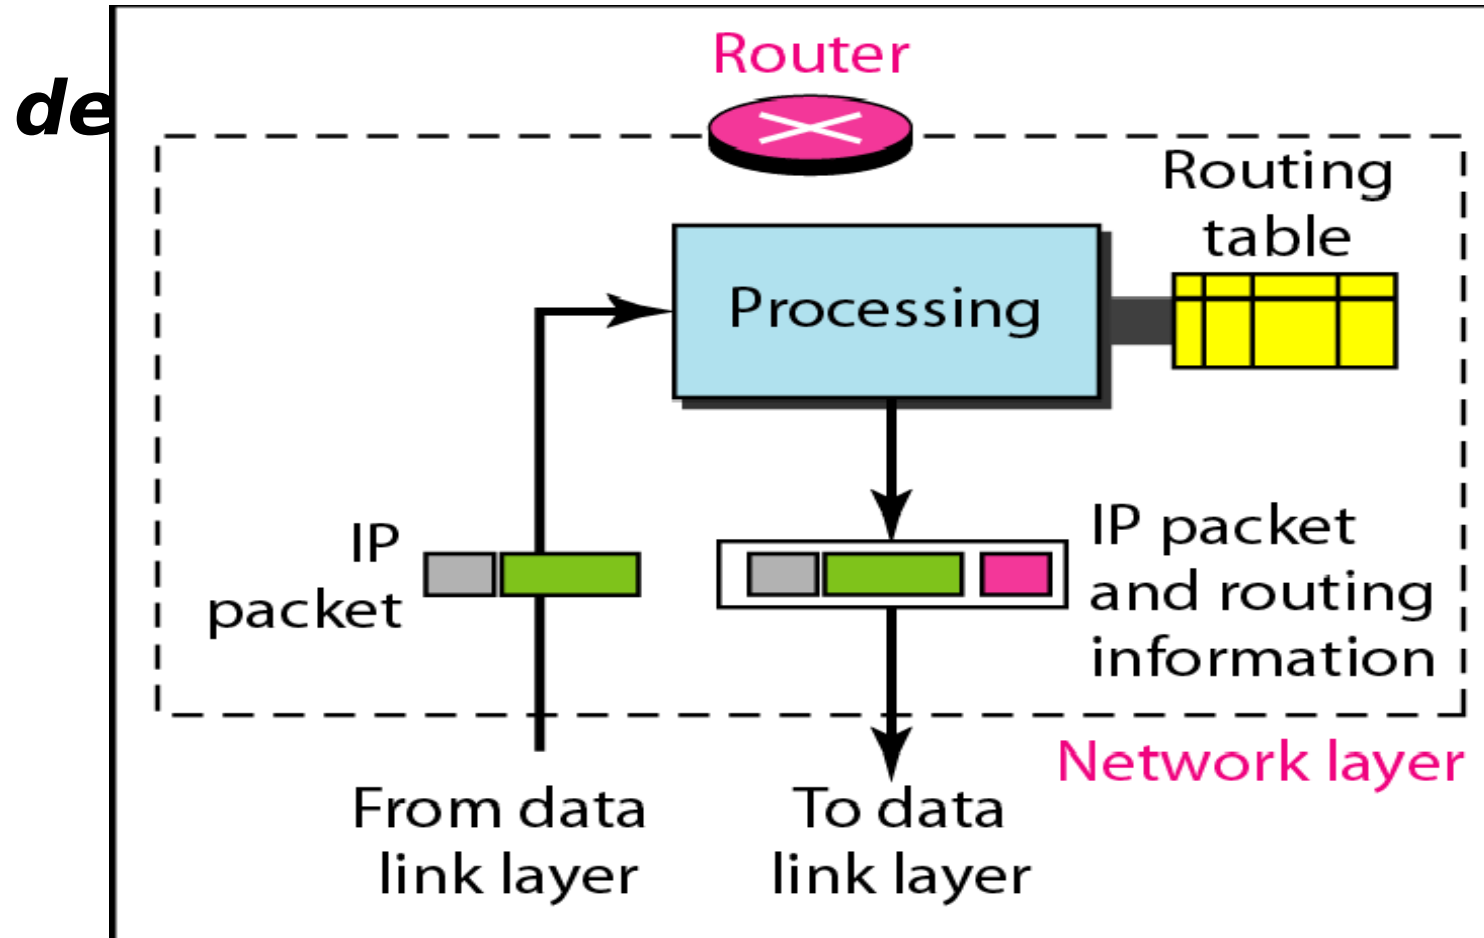 Router
de
Routing
table
Processing
IP
packet
IP packet
and routing
information
Network layer
From data
link layer
To data
link layer